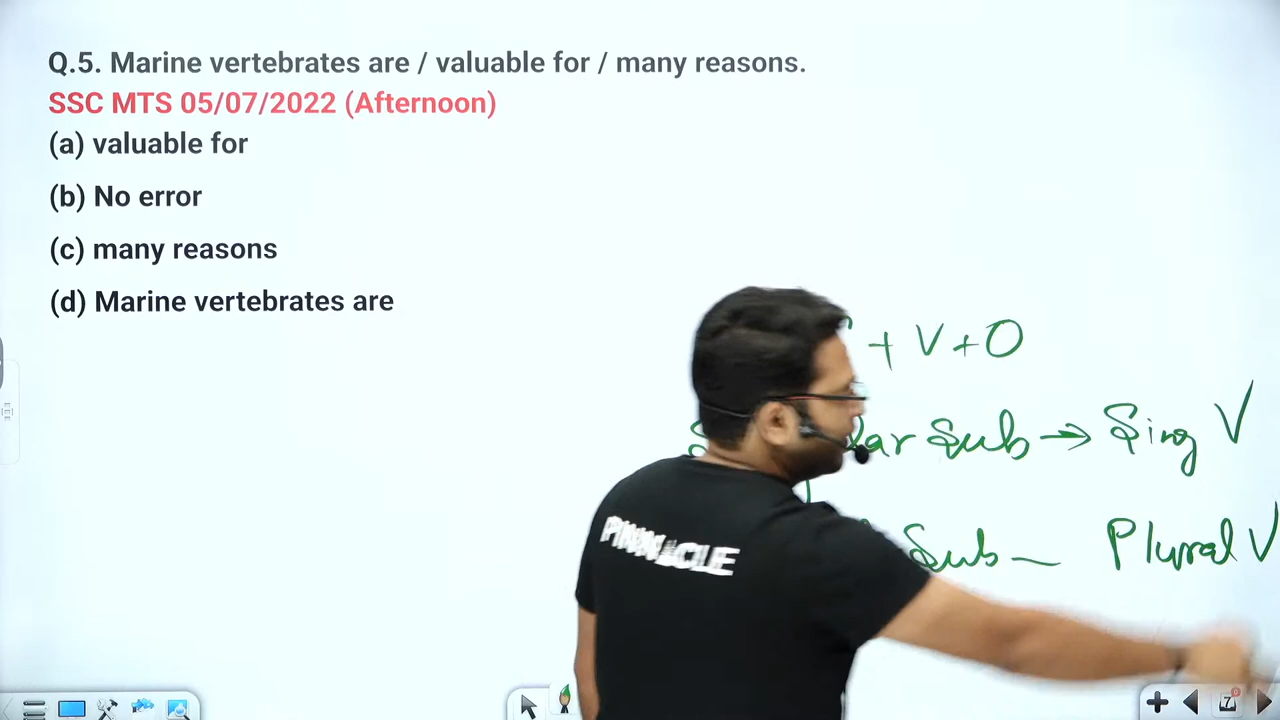 Q.5. Marine vertebrates are / valuable for / many reasons.
SSC MTS 05/07/2022 (Afternoon)
(a) valuable for
(b) No error
(c) many reasons
(d) Marine vertebrates are
+ V + O
Sub → Sing V
Sub – Plural V
PINNACLE
7